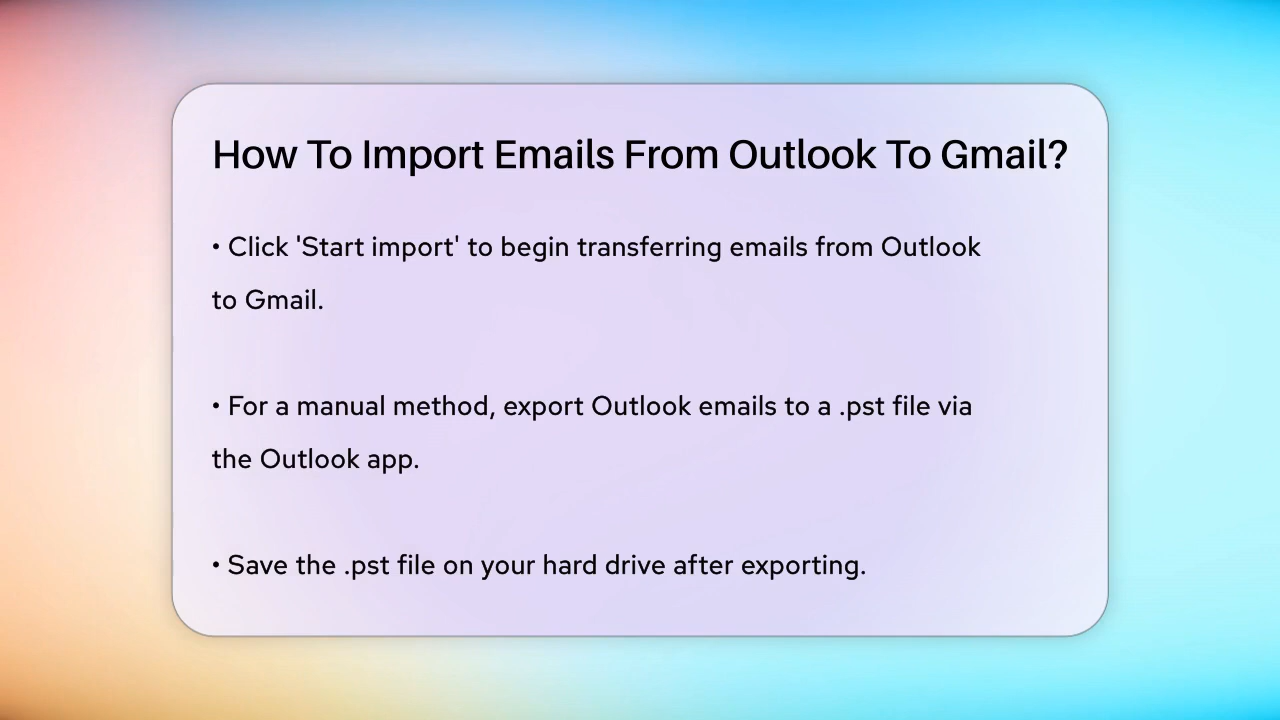 How To Import Emails From Outlook To Gmail?
• Click 'Start import' to begin transferring emails from Outlook
to Gmail.
• For a manual method, export Outlook emails to a .pst file via
the Outlook app.
• Save the .pst file on your hard drive after exporting.